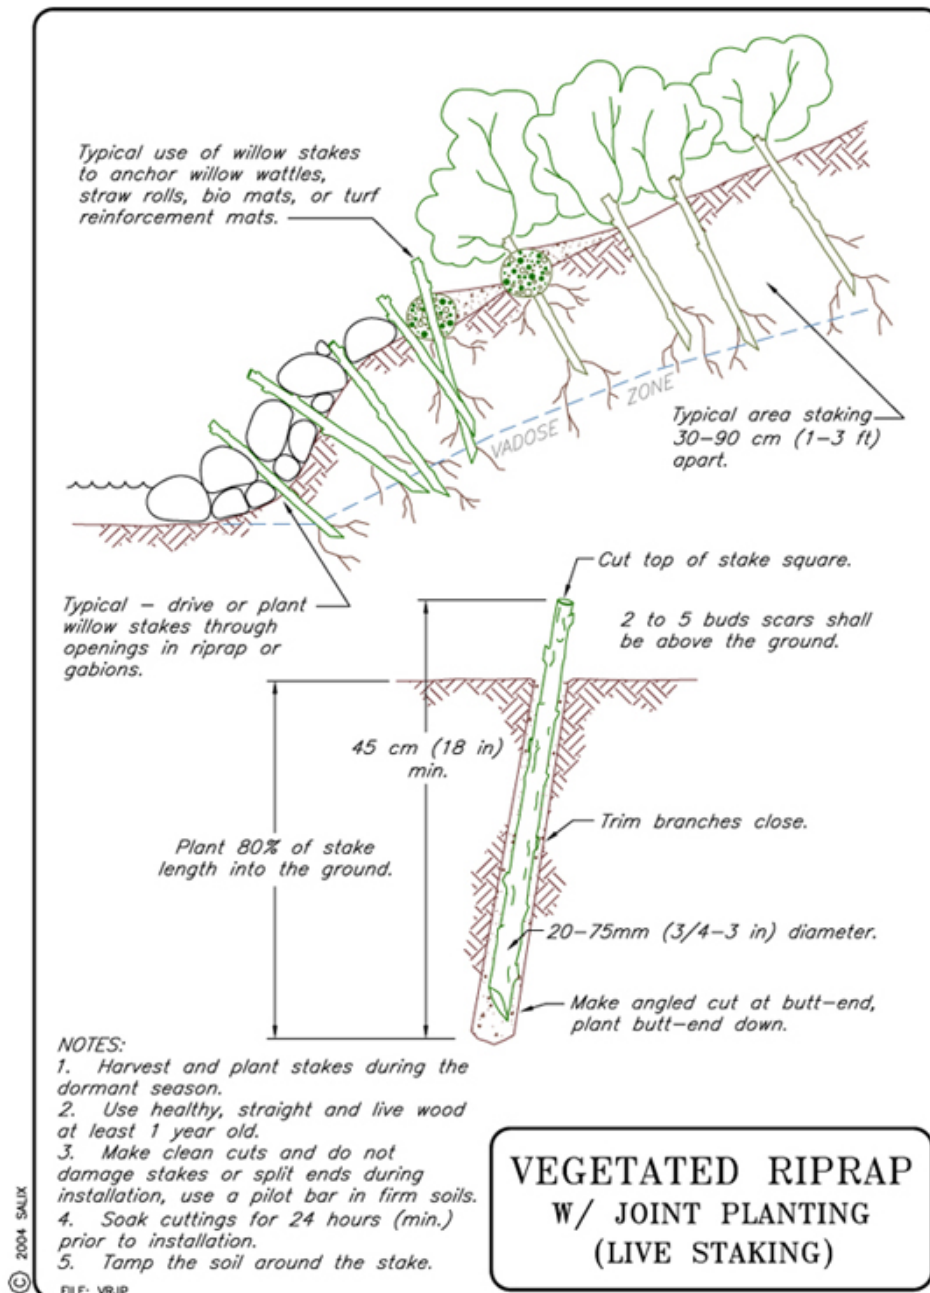 Typical use of willow stakes
to anchor willow wattles,
straw rolls, bio mats, or turf
reinforcement mats.
VADOSE ZONE
Typical area staking
30-90 cm (1-3 ft)
apart.
Typical - drive or plant
willow stakes through
openings in riprap or
gabions.
Cut top of stake square.
2 to 5 buds scars shall
be above the ground.
45 cm (18 in)
min.
Plant 80% of stake
length into the ground.
Trim branches close.
20-75mm (3/4-3 in) diameter.
Make angled cut at butt-end,
plant butt-end down.
NOTES:
1. Harvest and plant stakes during the
dormant season.
2. Use healthy, straight and live wood
at least 1 year old.
3. Make clean cuts and do not
damage stakes or split ends during
installation, use a pilot bar in firm soils.
4. Soak cuttings for 24 hours (min.)
prior to installation.
5. Tamp the soil around the stake.
VEGETATED RIPRAP
W/ JOINT PLANTING
(LIVE STAKING)
© 2004 SALIX